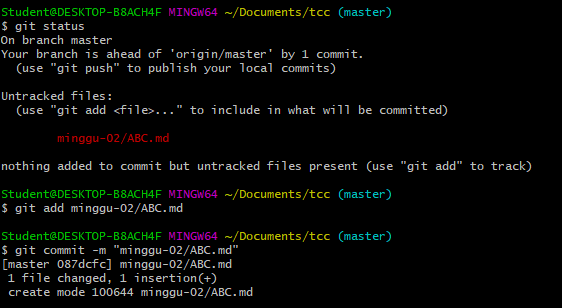 Student@DESKTOP-B8ACH4F MINGW64 ~/Documents/tcc (master)
$ git status
On branch master
Your branch is ahead of 'origin/master' by 1 commit.
  (use "git push" to publish your local commits)

Untracked files:
  (use "git add <file>..." to include in what will be committed)

        minggu-02/ABC.md

nothing added to commit but untracked files present (use "git add" to track)

Student@DESKTOP-B8ACH4F MINGW64 ~/Documents/tcc (master)
$ git add minggu-02/ABC.md

Student@DESKTOP-B8ACH4F MINGW64 ~/Documents/tcc (master)
$ git commit -m "minggu-02/ABC.md"
[master 087dcfc] minggu-02/ABC.md
 1 file changed, 1 insertion(+)
 create mode 100644 minggu-02/ABC.md